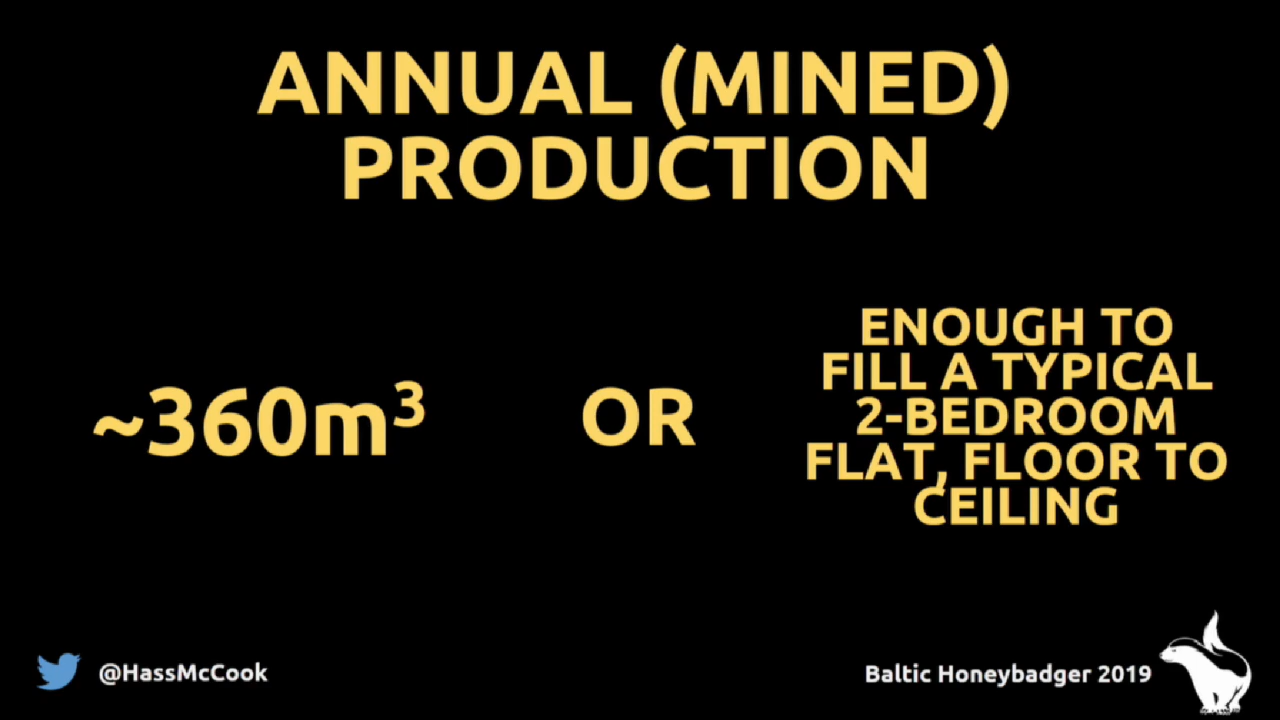 ANNUAL (MINED)
PRODUCTION
~360m³
OR
ENOUGH TO
FILL A TYPICAL
2-BEDROOM
FLAT, FLOOR TO
CEILING
@HassMcCook
Baltic Honeybadger 2019